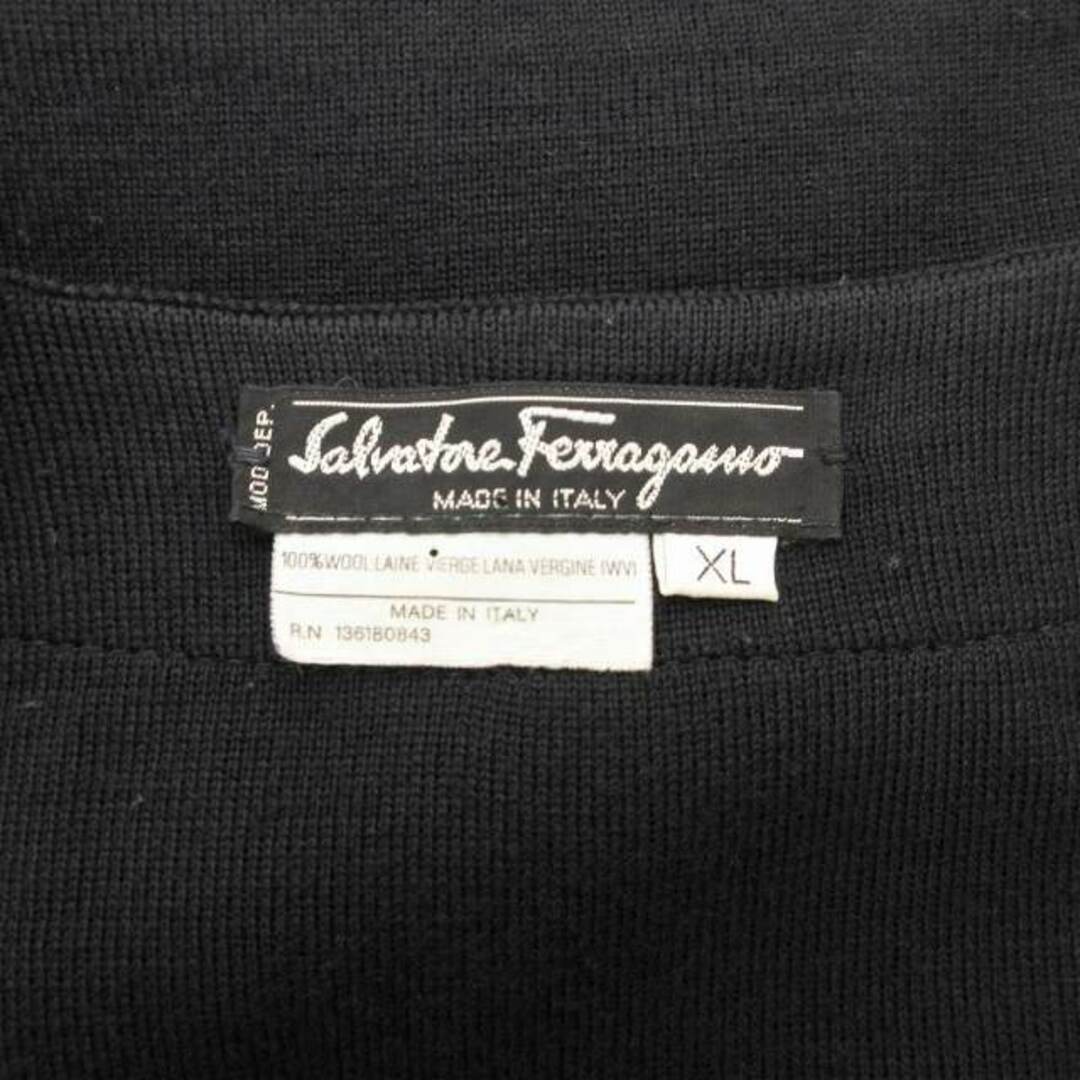 MOD DEP.
Salvatore Ferragamo
MADE IN ITALY
100% WOOL LAINE VIERGE LANA VERGINE (WV)
MADE IN ITALY
R.N 136180843
XL